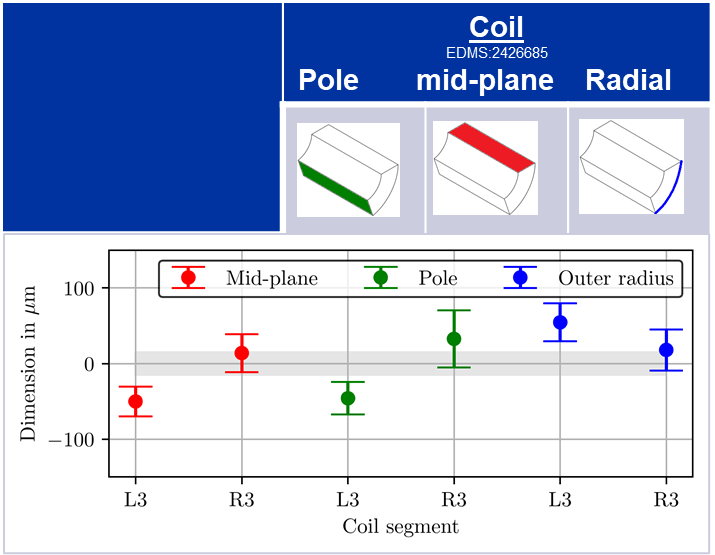 Coil
EDMS:2426685
Pole mid-plane Radial
Mid-plane Pole Outer radius
100
0
−100
Dimension in μm
L3 R3 L3 R3 L3 R3
Coil segment